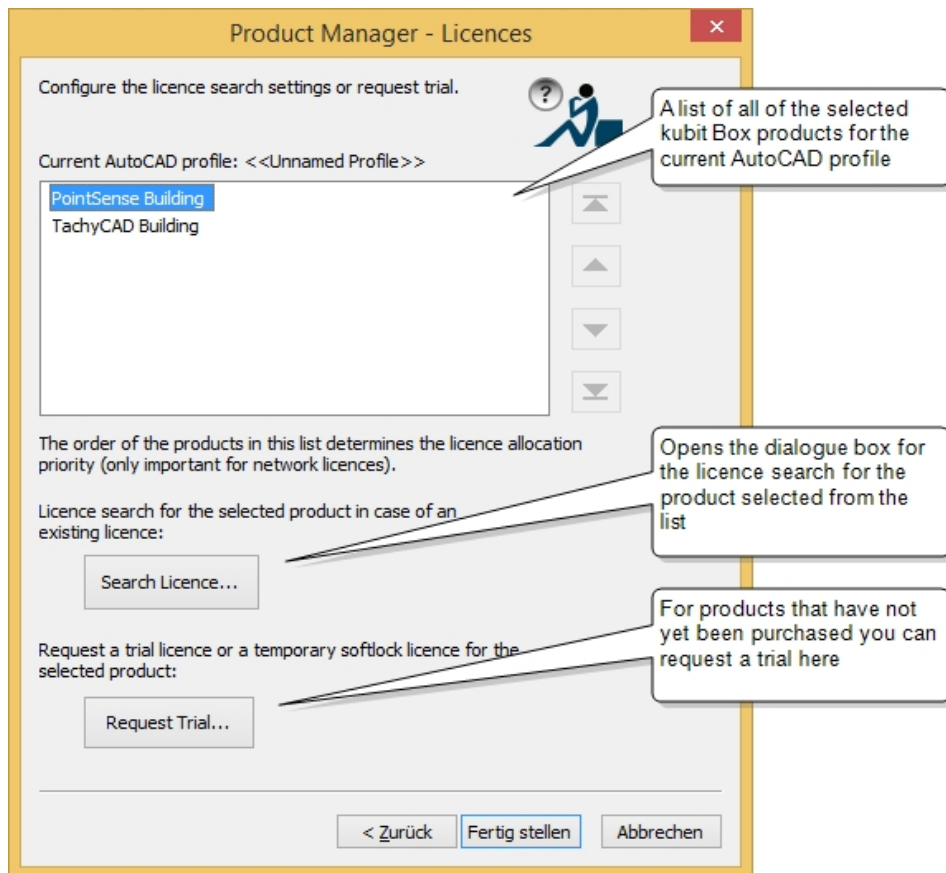 Product Manager - Licences
Configure the licence search settings or request trial.
?
A list of all of the selected
kubit Box products for the
current AutoCAD profile
Current AutoCAD profile: <<Unnamed Profile>>
PointSense Building
TachyCAD Building
The order of the products in this list determines the licence allocation
priority (only important for network licences).
Opens the dialogue box for
the licence search for the
product selected from the
list
Licence search for the selected product in case of an
existing licence:
Search Licence...
For products that have not
yet been purchased you can
request a trial here
Request a trial licence or a temporary softlock licence for the
selected product:
Request Trial...
< Zurück
Fertig stellen
Abbrechen